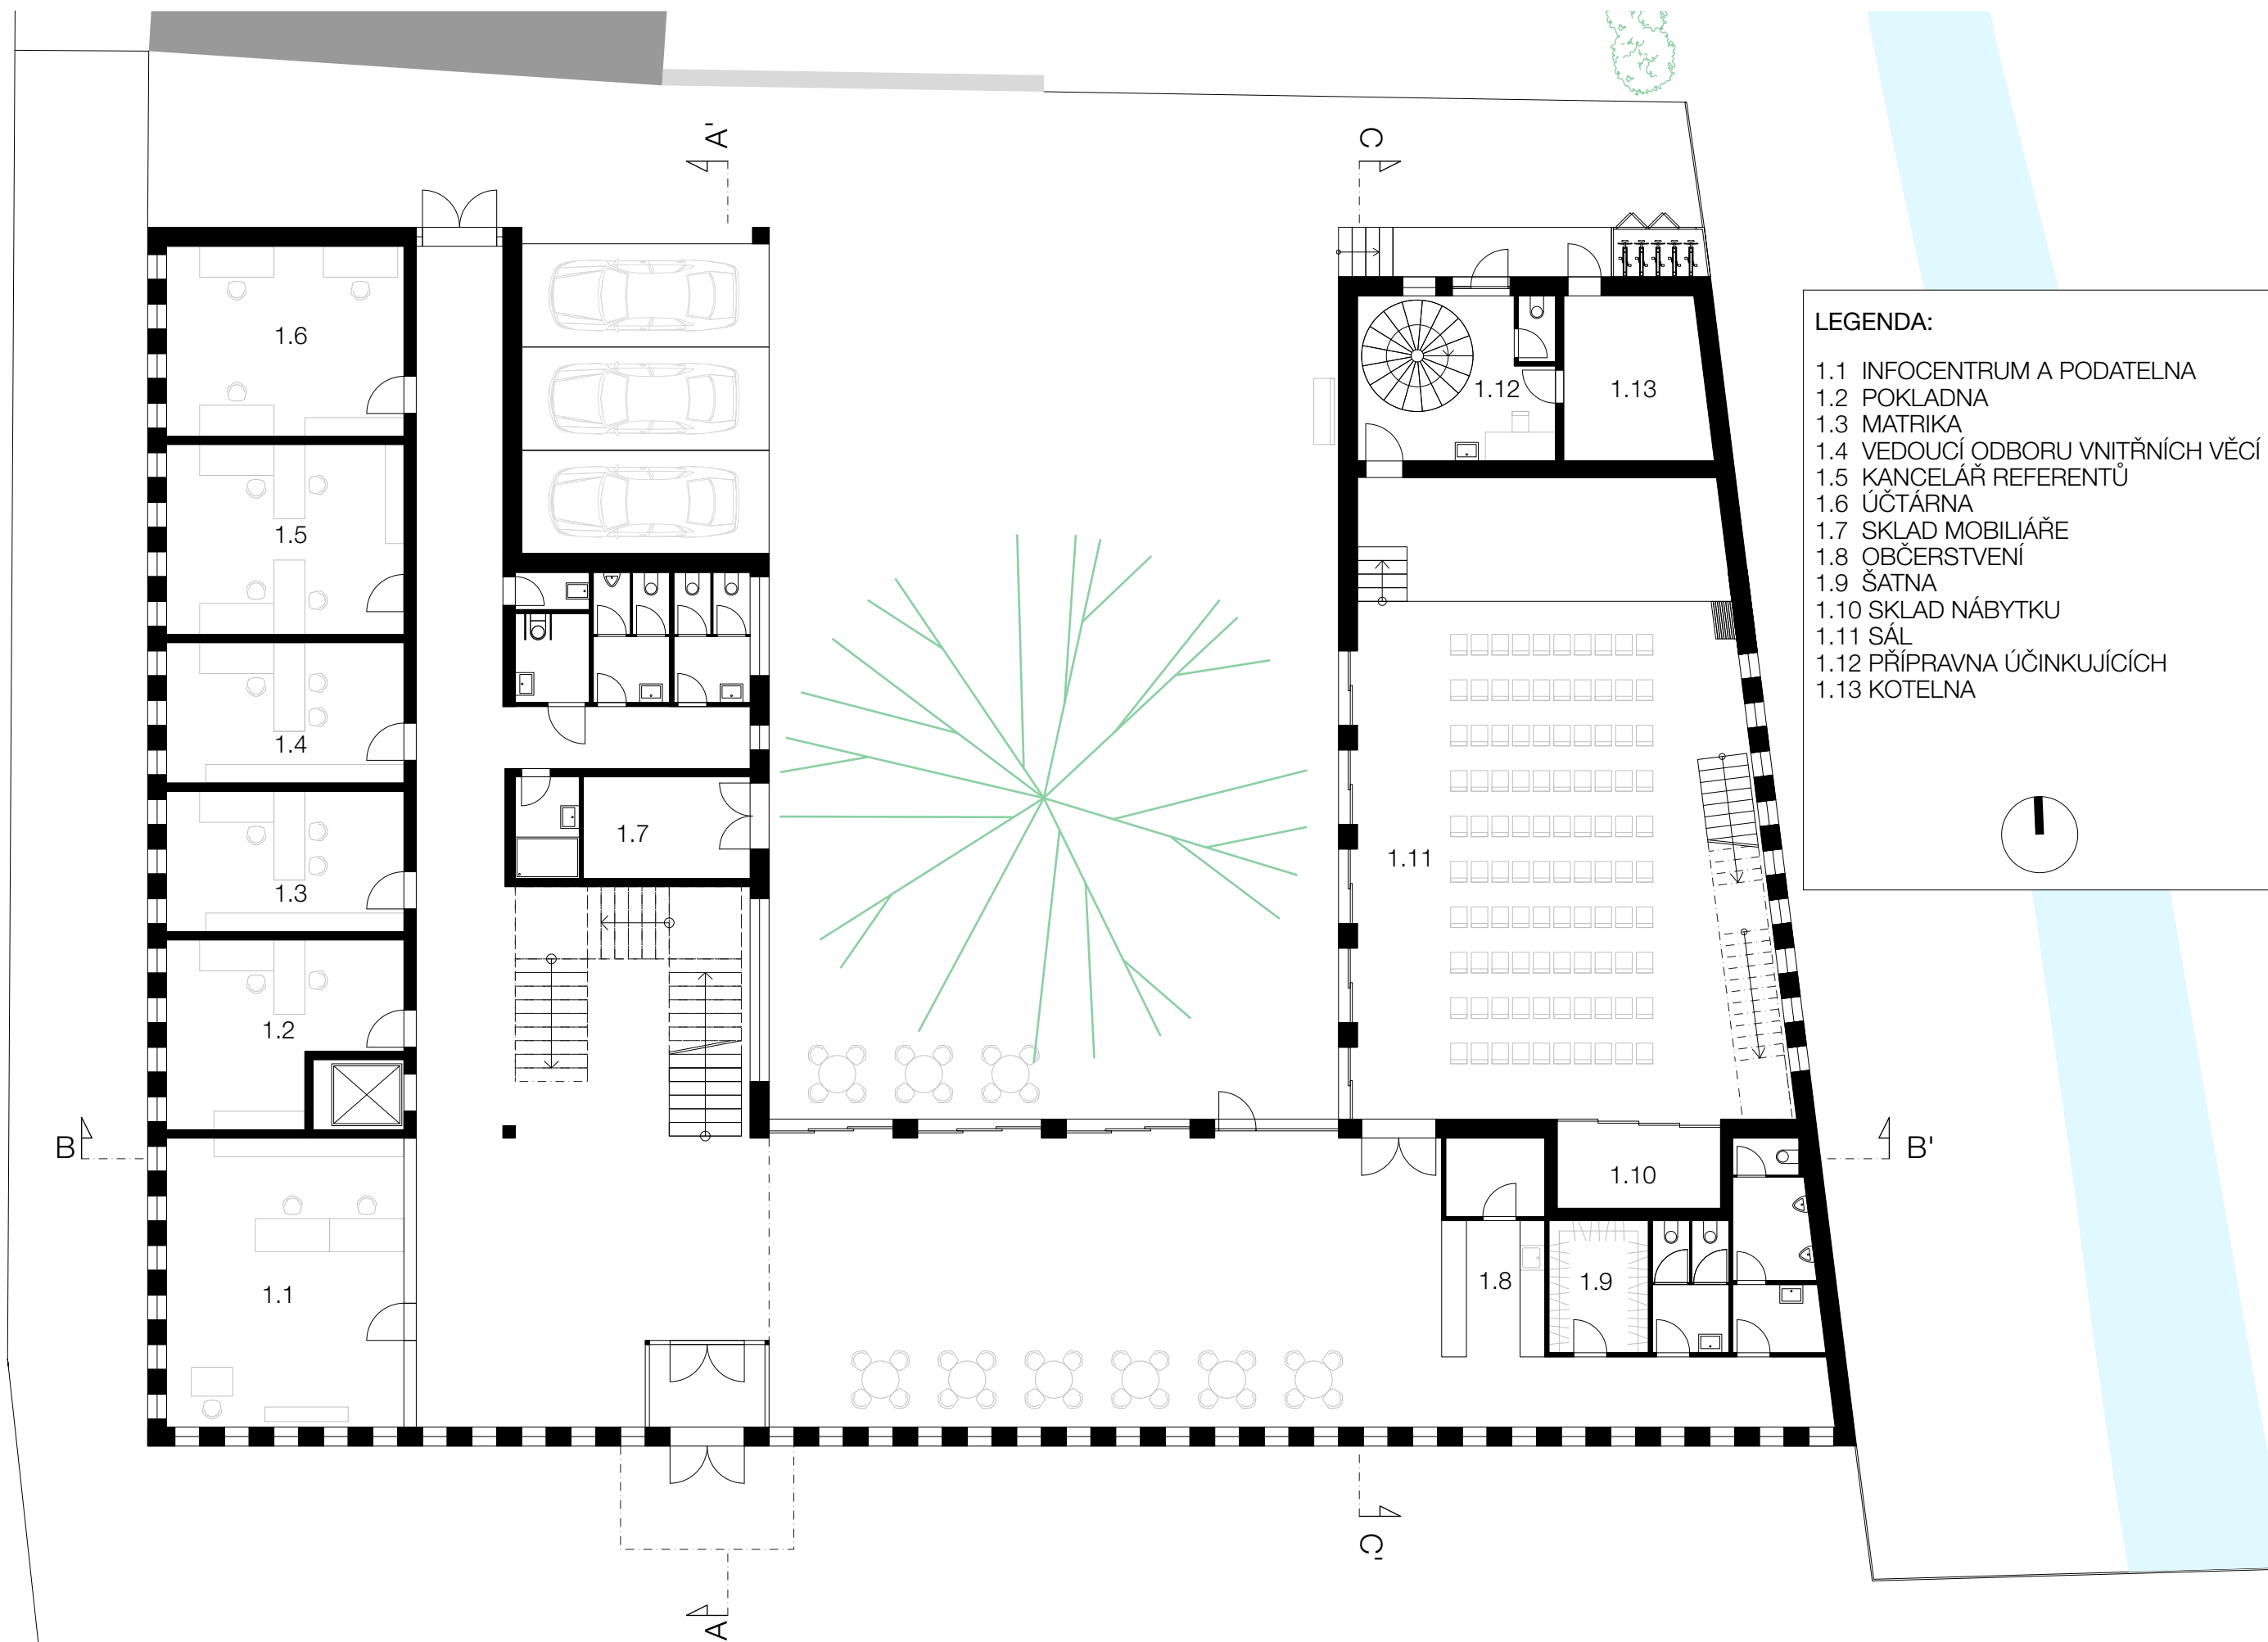 A'
C
1.6
1.12
1.13
1.5
1.4
1.7
1.3
1.11
1.2
B
B'
1.10
1.1
1.8
1.9
C'
A
LEGENDA:
1.1 INFOCENTRUM A PODATELNA
1.2 POKLADNA
1.3 MATRIKA
1.4 VEDOUCÍ ODBORU VNITŘNÍCH VĚCÍ
1.5 KANCELÁŘ REFERENTŮ
1.6 ÚČTÁRNA
1.7 SKLAD MOBILIÁŘE
1.8 OBČERSTVENÍ
1.9 ŠATNA
1.10 SKLAD NÁBYTKU
1.11 SÁL
1.12 PŘÍPRAVNA ÚČINKUJÍCÍCH
1.13 KOTELNA